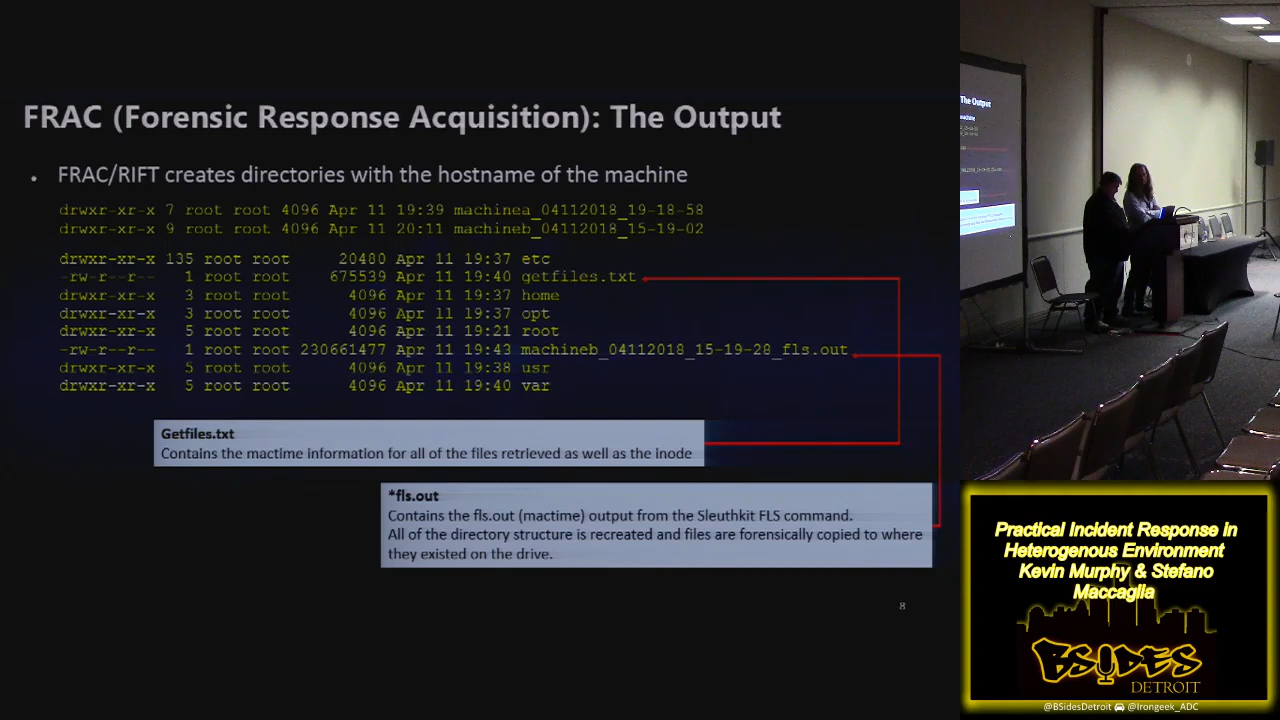 FRAC (Forensic Response Acquisition): The Output
• FRAC/RIFT creates directories with the hostname of the machine
drwxr-xr-x 7 root root 4096 Apr 11 19:39 machinea_04112018_19-18-58
drwxr-xr-x 9 root root 4096 Apr 11 20:11 machineb_04112018_15-19-02
drwxr-xr-x 135 root root 20480 Apr 11 19:37 etc
-rw-r--r-- 1 root root 675539 Apr 11 19:40 getfiles.txt
drwxr-xr-x 3 root root 4096 Apr 11 19:37 home
drwxr-xr-x 3 root root 4096 Apr 11 19:37 opt
drwxr-xr-x 5 root root 4096 Apr 11 19:21 root
-rw-r--r-- 1 root root 230661477 Apr 11 19:43 machineb_04112018_15-19-28_fls.out
drwxr-xr-x 5 root root 4096 Apr 11 19:38 usr
drwxr-xr-x 5 root root 4096 Apr 11 19:40 var
Getfiles.txt
Contains the mactime information for all of the files retrieved as well as the inode
*fls.out
Contains the fls.out (mactime) output from the Sleuthkit FLS command.
All of the directory structure is recreated and files are forensically copied to where
they existed on the drive.
8
The Output
Practical Incident Response in
Heterogenous Environment
Kevin Murphy & Stefano
Maccaglia
BSIDES
DETROIT
@BSidesDetroit @Irongeek_ADC